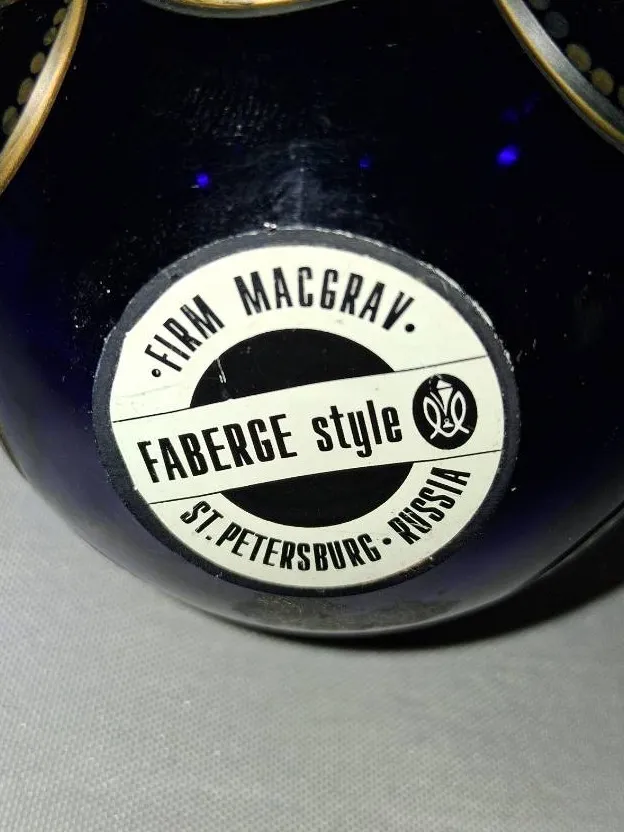 ·FIRM MACGRAV·
FABERGE style
ST.PETERSBURG·RUSSIA